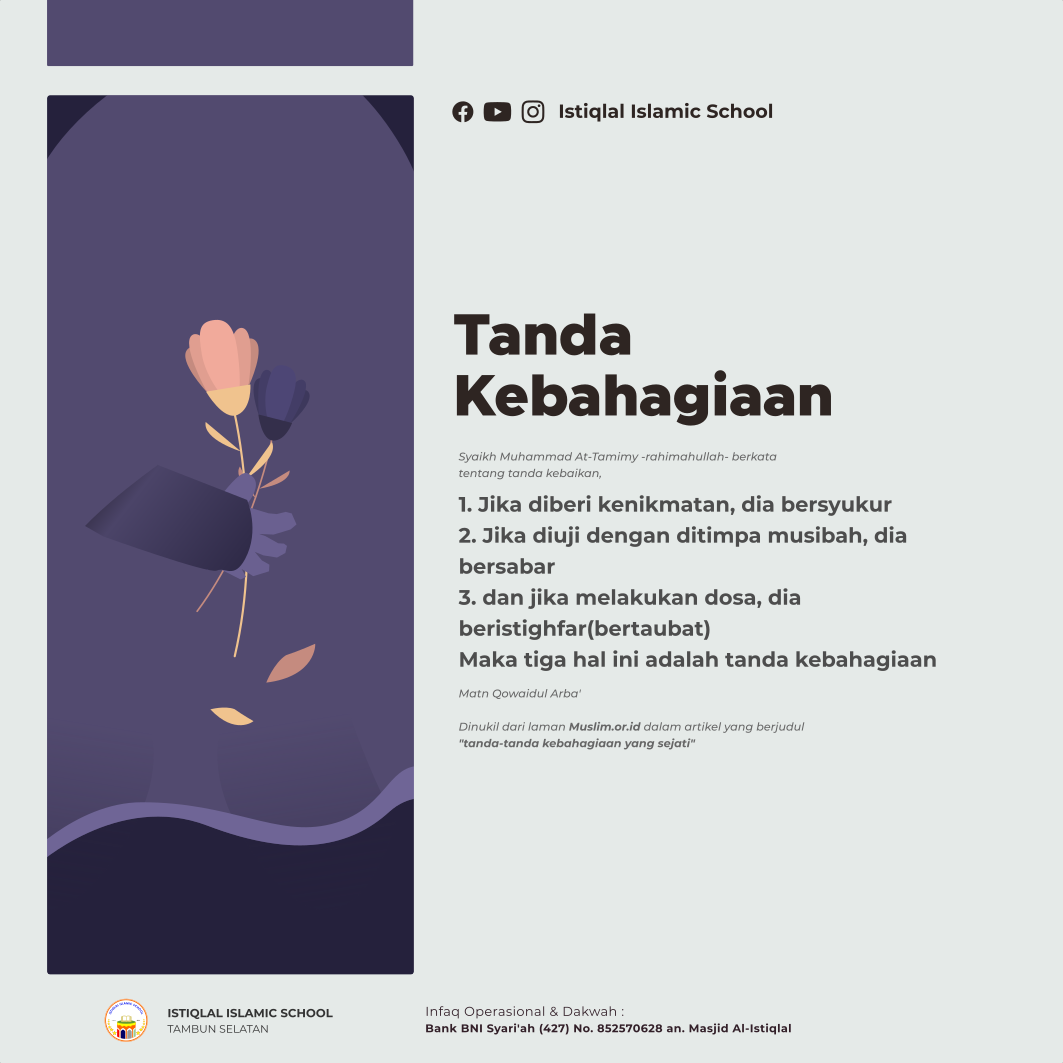 Istiqlal Islamic School
Tanda
Kebahagiaan
Syaikh Muhammad At-Tamimy -rahimahullah- berkata
tentang tanda kebaikan,
1. Jika diberi kenikmatan, dia bersyukur
2. Jika diuji dengan ditimpa musibah, dia
bersabar
3. dan jika melakukan dosa, dia
beristighfar(bertaubat)
Maka tiga hal ini adalah tanda kebahagiaan
Matn Qowaidul Arba'
Dinukil dari laman Muslim.or.id dalam artikel yang berjudul
"tanda-tanda kebahagiaan yang sejati"
ISTIQLAL ISLAMIC SCHOOL
TAMBUN SELATAN
Infaq Operasional & Dakwah :
Bank BNI Syari'ah (427) No. 852570628 an. Masjid Al-Istiqlal